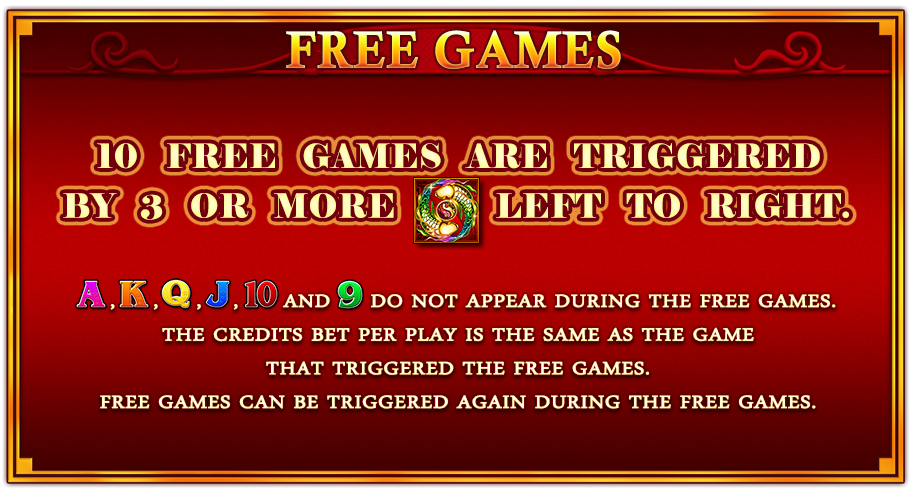 FREE GAMES
10 FREE GAMES ARE TRIGGERED
BY 3 OR MORE LEFT TO RIGHT.
A, K, Q, J, 10 AND 9 DO NOT APPEAR DURING THE FREE GAMES.
THE CREDITS BET PER PLAY IS THE SAME AS THE GAME
THAT TRIGGERED THE FREE GAMES.
FREE GAMES CAN BE TRIGGERED AGAIN DURING THE FREE GAMES.